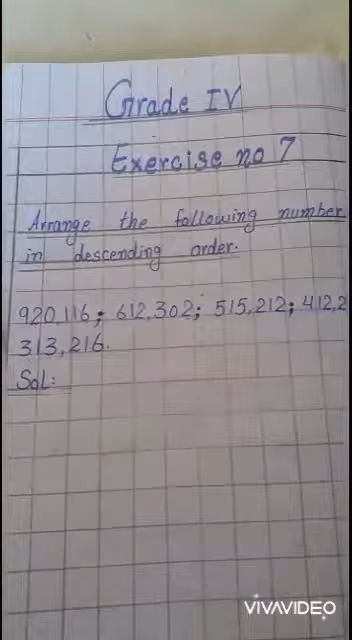 Grade IV
Exercise no 7
Arrange the following number
in descending order.
920,116; 612,302; 515,212; 412,2
313,216.
Sol:
VIVAVIDEO